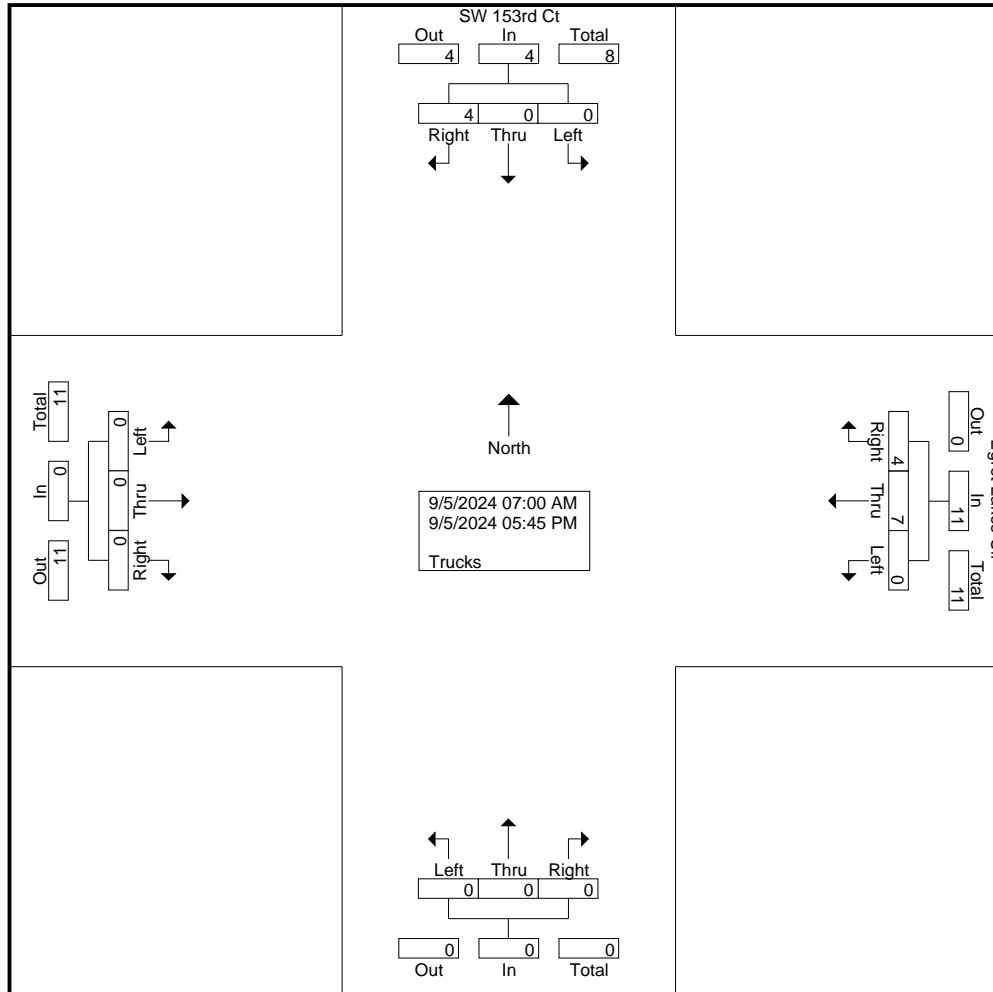 SW 153rd Ct
Out In Total
4 4 8
4 0 0
Right Thru Left
Total In Out
11 0 11
0 0 0
Left Thru Right
North
9/5/2024 07:00 AM
9/5/2024 05:45 PM
Trucks
Out In Total
0 11 11
Right Thru Left
4 7 0
Left Thru Right
0 0 0
0 0 0
Out In Total